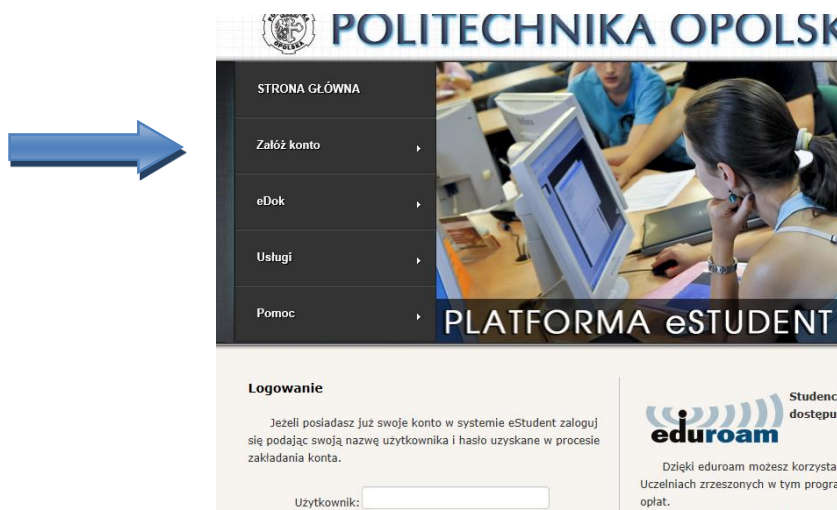 POLITECHNIKA OPOLSK
OPOLSKA
STRONA GŁÓWNA
Załóż konto
eDok
Usługi
Pomoc
PLATFORMA eSTUDENT
Logowanie
Jeżeli posiadasz już swoje konto w systemie eStudent zaloguj
się podając swoją nazwę użytkownika i hasło uzyskane w procesie
zakładania konta.
Użytkownik:
Studenc
dostępu
eduroam
Dzięki eduroam możesz korzysta
Uczelniach zrzeszonych w tym progra
opłat.